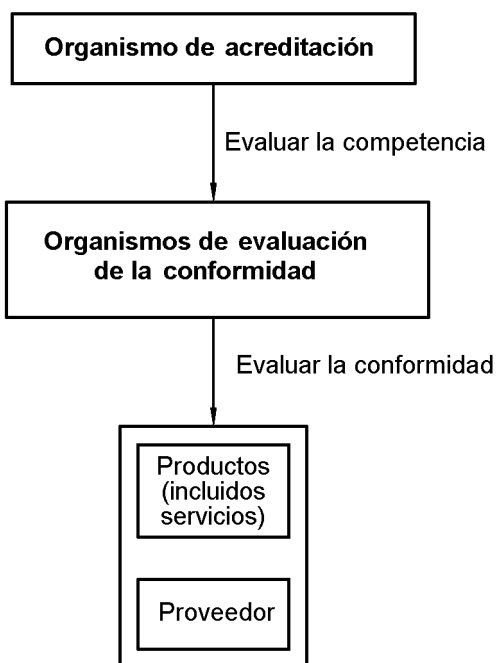 Organismo de acreditación
Evaluar la competencia
Organismos de evaluación
de la conformidad
Evaluar la conformidad
Productos
(incluidos
servicios)
Proveedor